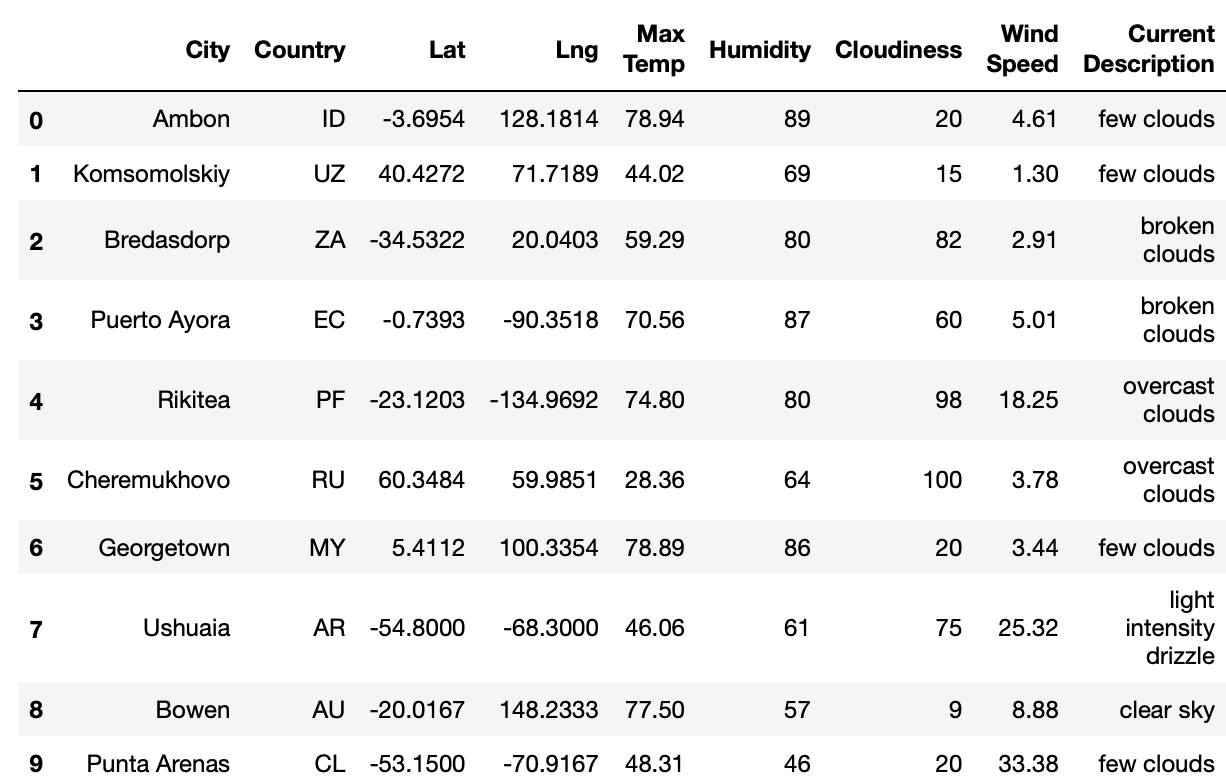 City Country Lat Lng Max Temp Humidity Cloudiness Wind Speed Current Description
0 Ambon ID -3.6954 128.1814 78.94 89 20 4.61 few clouds
1 Komsomolskiy UZ 40.4272 71.7189 44.02 69 15 1.30 few clouds
2 Bredasdorp ZA -34.5322 20.0403 59.29 80 82 2.91 broken clouds
3 Puerto Ayora EC -0.7393 -90.3518 70.56 87 60 5.01 broken clouds
4 Rikitea PF -23.1203 -134.9692 74.80 80 98 18.25 overcast clouds
5 Cheremukhovo RU 60.3484 59.9851 28.36 64 100 3.78 overcast clouds
6 Georgetown MY 5.4112 100.3354 78.89 86 20 3.44 few clouds
7 Ushuaia AR -54.8000 -68.3000 46.06 61 75 25.32 light intensity drizzle
8 Bowen AU -20.0167 148.2333 77.50 57 9 8.88 clear sky
9 Punta Arenas CL -53.1500 -70.9167 48.31 46 20 33.38 few clouds